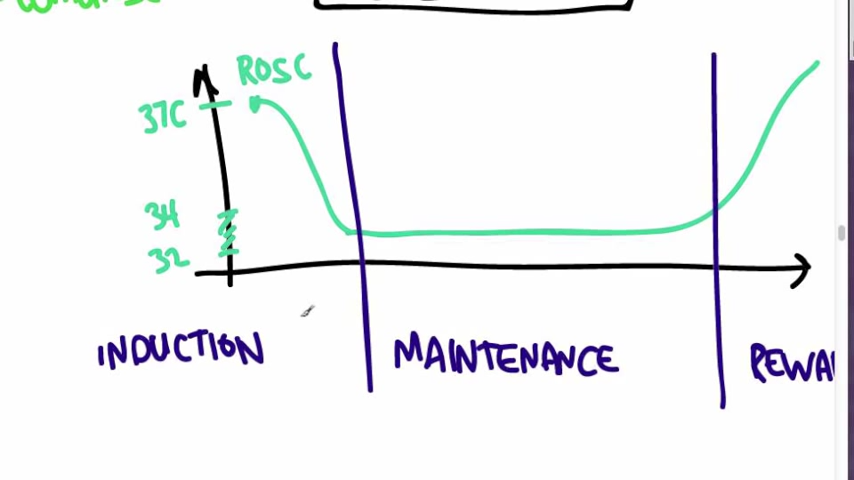 ROSC
37C
34
32
INDUCTION
MAINTENANCE
REWA